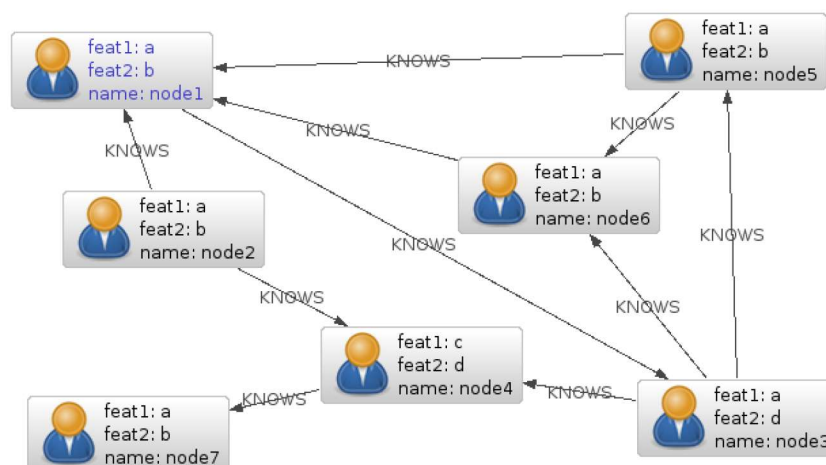 feat1: a
feat2: b
name: node1
feat1: a
feat2: b
name: node5
KNOWS
KNOWS
KNOWS
KNOWS
feat1: a
feat2: b
name: node6
feat1: a
feat2: b
name: node2
KNOWS
KNOWS
KNOWS
KNOWS
feat1: c
feat2: d
name: node4
KNOWS
KNOWS
feat1: a
feat2: d
name: node3
feat1: a
feat2: b
name: node7